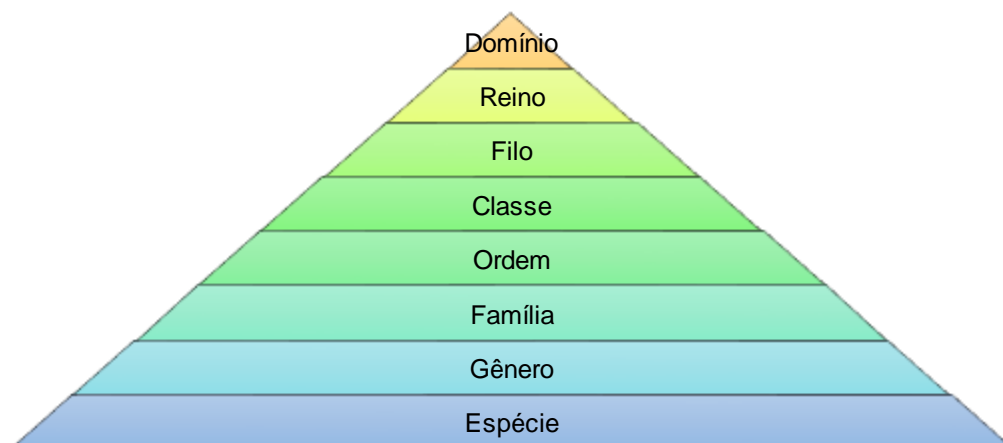 Domínio
Reino
Filo
Classe
Ordem
Família
Gênero
Espécie